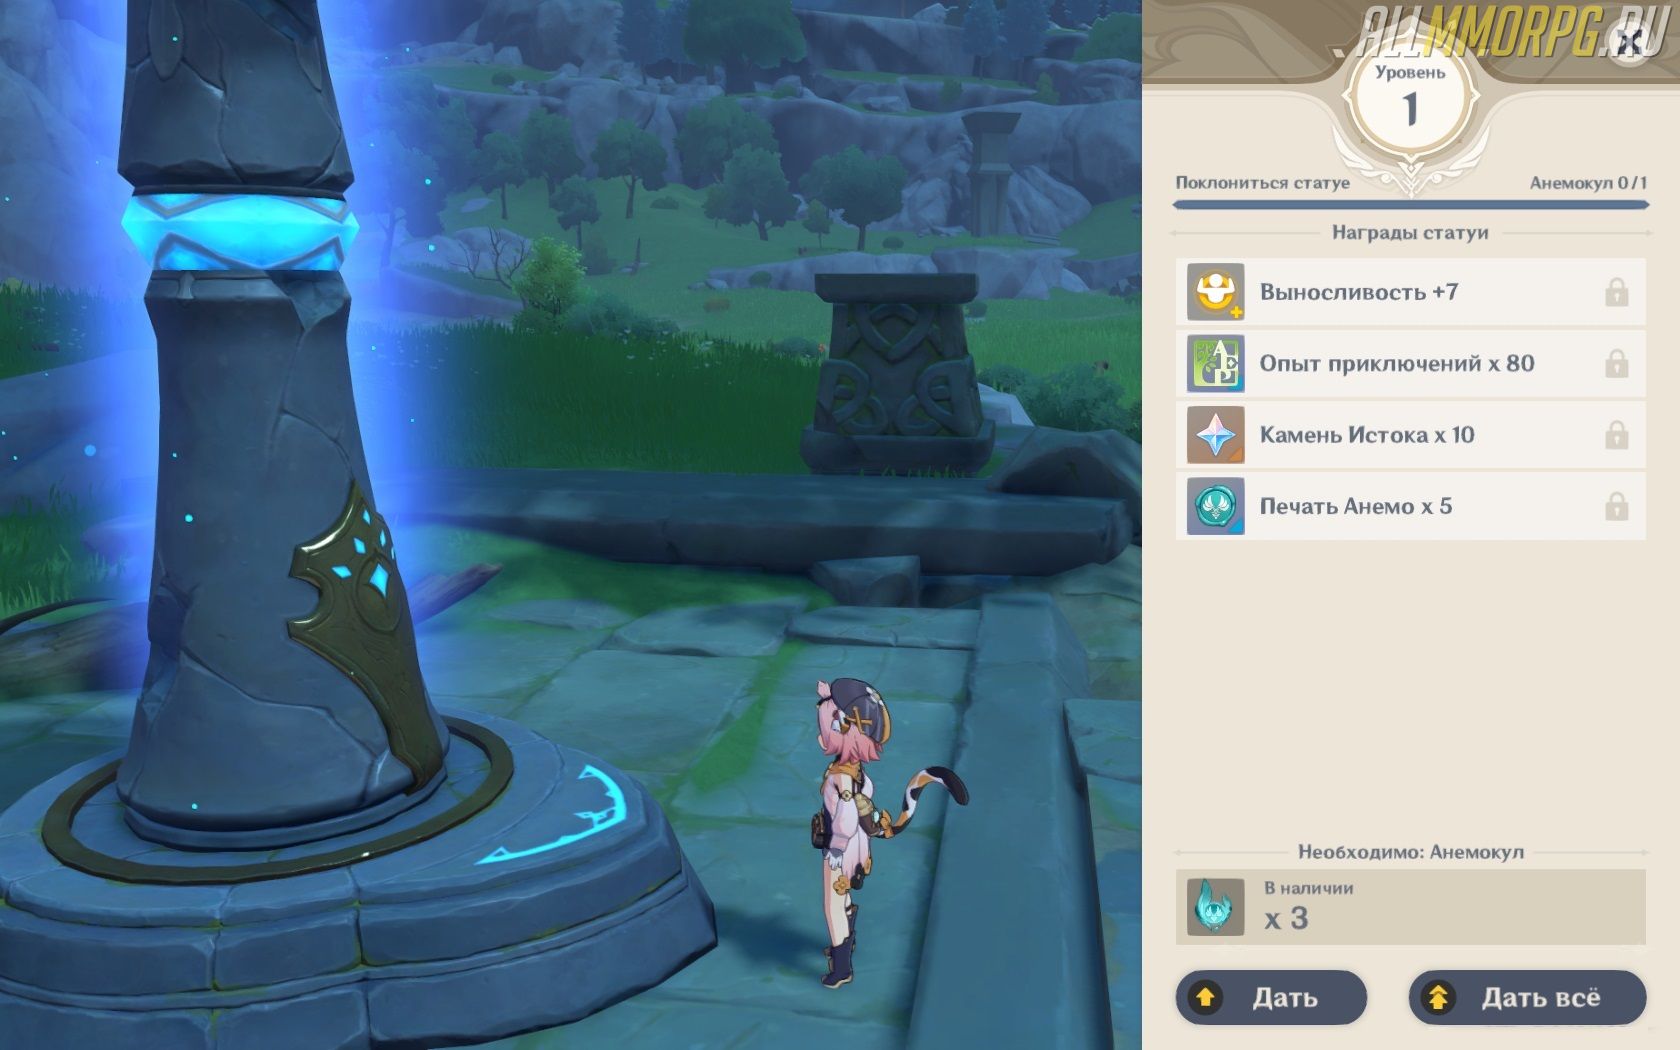 ALLMMORPG.RU
Уровень
1
Поклониться статуе
Анемокул 0/1
Награды статуи
Выносливость +7
Опыт приключений x 80
Камень Истока x 10
Печать Анемо x 5
Необходимо: Анемокул
В наличии
x 3
Дать
Дать всё